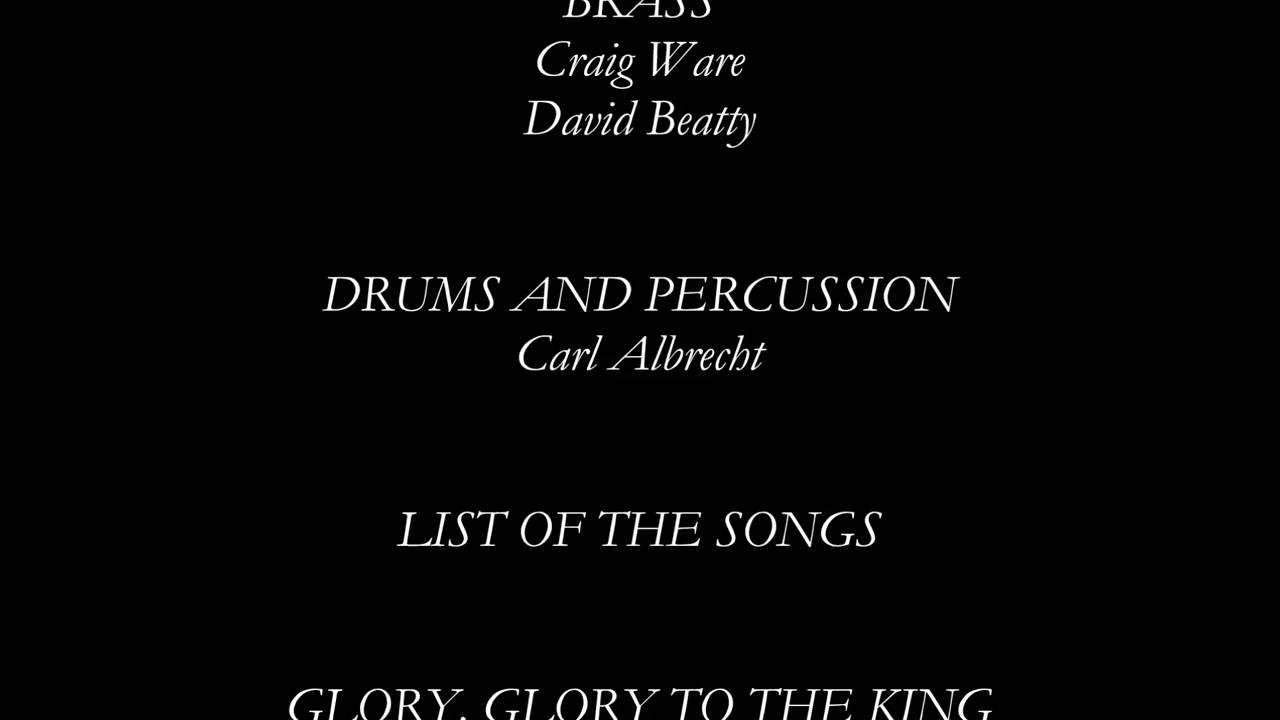 BRASS
Craig Ware
David Beatty
DRUMS AND PERCUSSION
Carl Albrecht
LIST OF THE SONGS
GLORY, GLORY TO THE KING